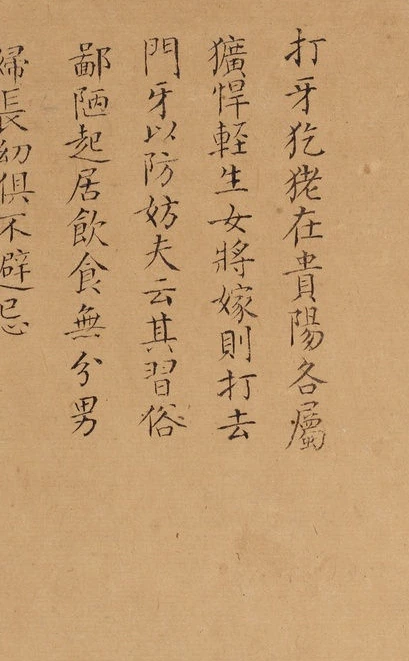 打牙犵狫在貴陽各屬
獷悍輕生女將嫁則打去
門牙以防妨夫云其習俗
鄙陋起居飲食無分男
婦長幼俱不避忌